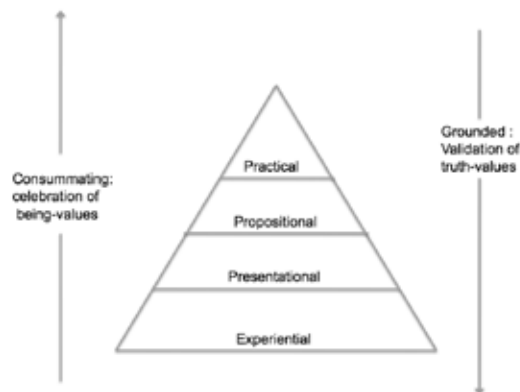 Practical
Propositional
Presentational
Experiential
Consummating:
celebration of
being-values
Grounded :
Validation of
truth-values